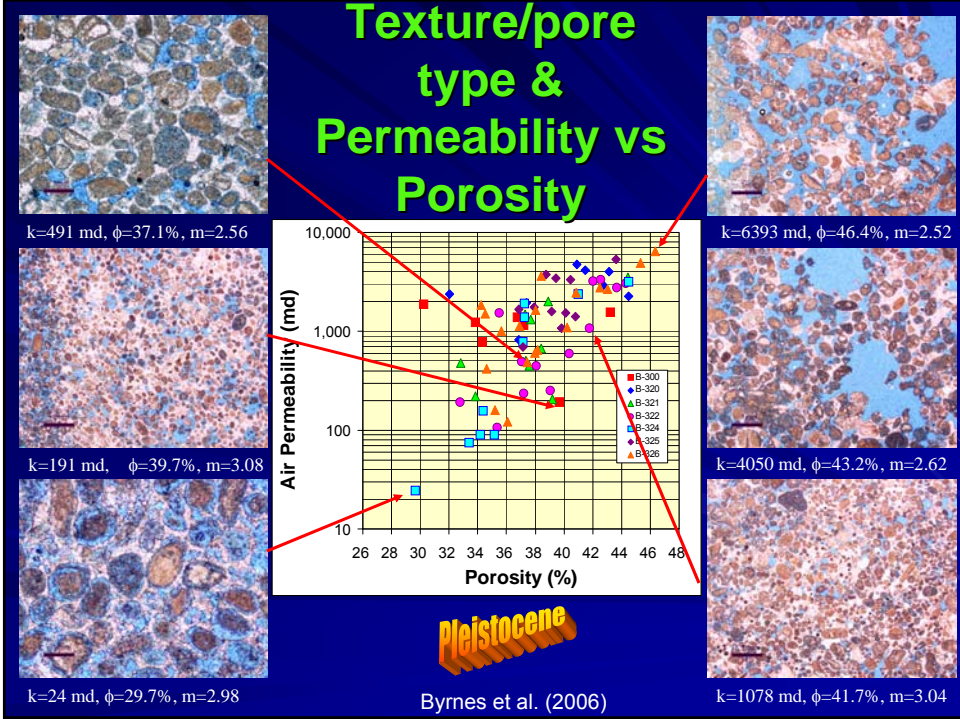 Texture/pore
type &
Permeability vs
Porosity
k=491 md, ϕ=37.1%, m=2.56
k=191 md, ϕ=39.7%, m=3.08
k=24 md, ϕ=29.7%, m=2.98
Air Permeability (md)
10,000
1,000
100
10
26 28 30 32 34 36 38 40 42 44 46 48
Porosity (%)
B-300
B-320
B-321
B-322
B-324
B-325
B-326
Pleistocene
Byrnes et al. (2006)
k=6393 md, ϕ=46.4%, m=2.52
k=4050 md, ϕ=43.2%, m=2.62
k=1078 md, ϕ=41.7%, m=3.04